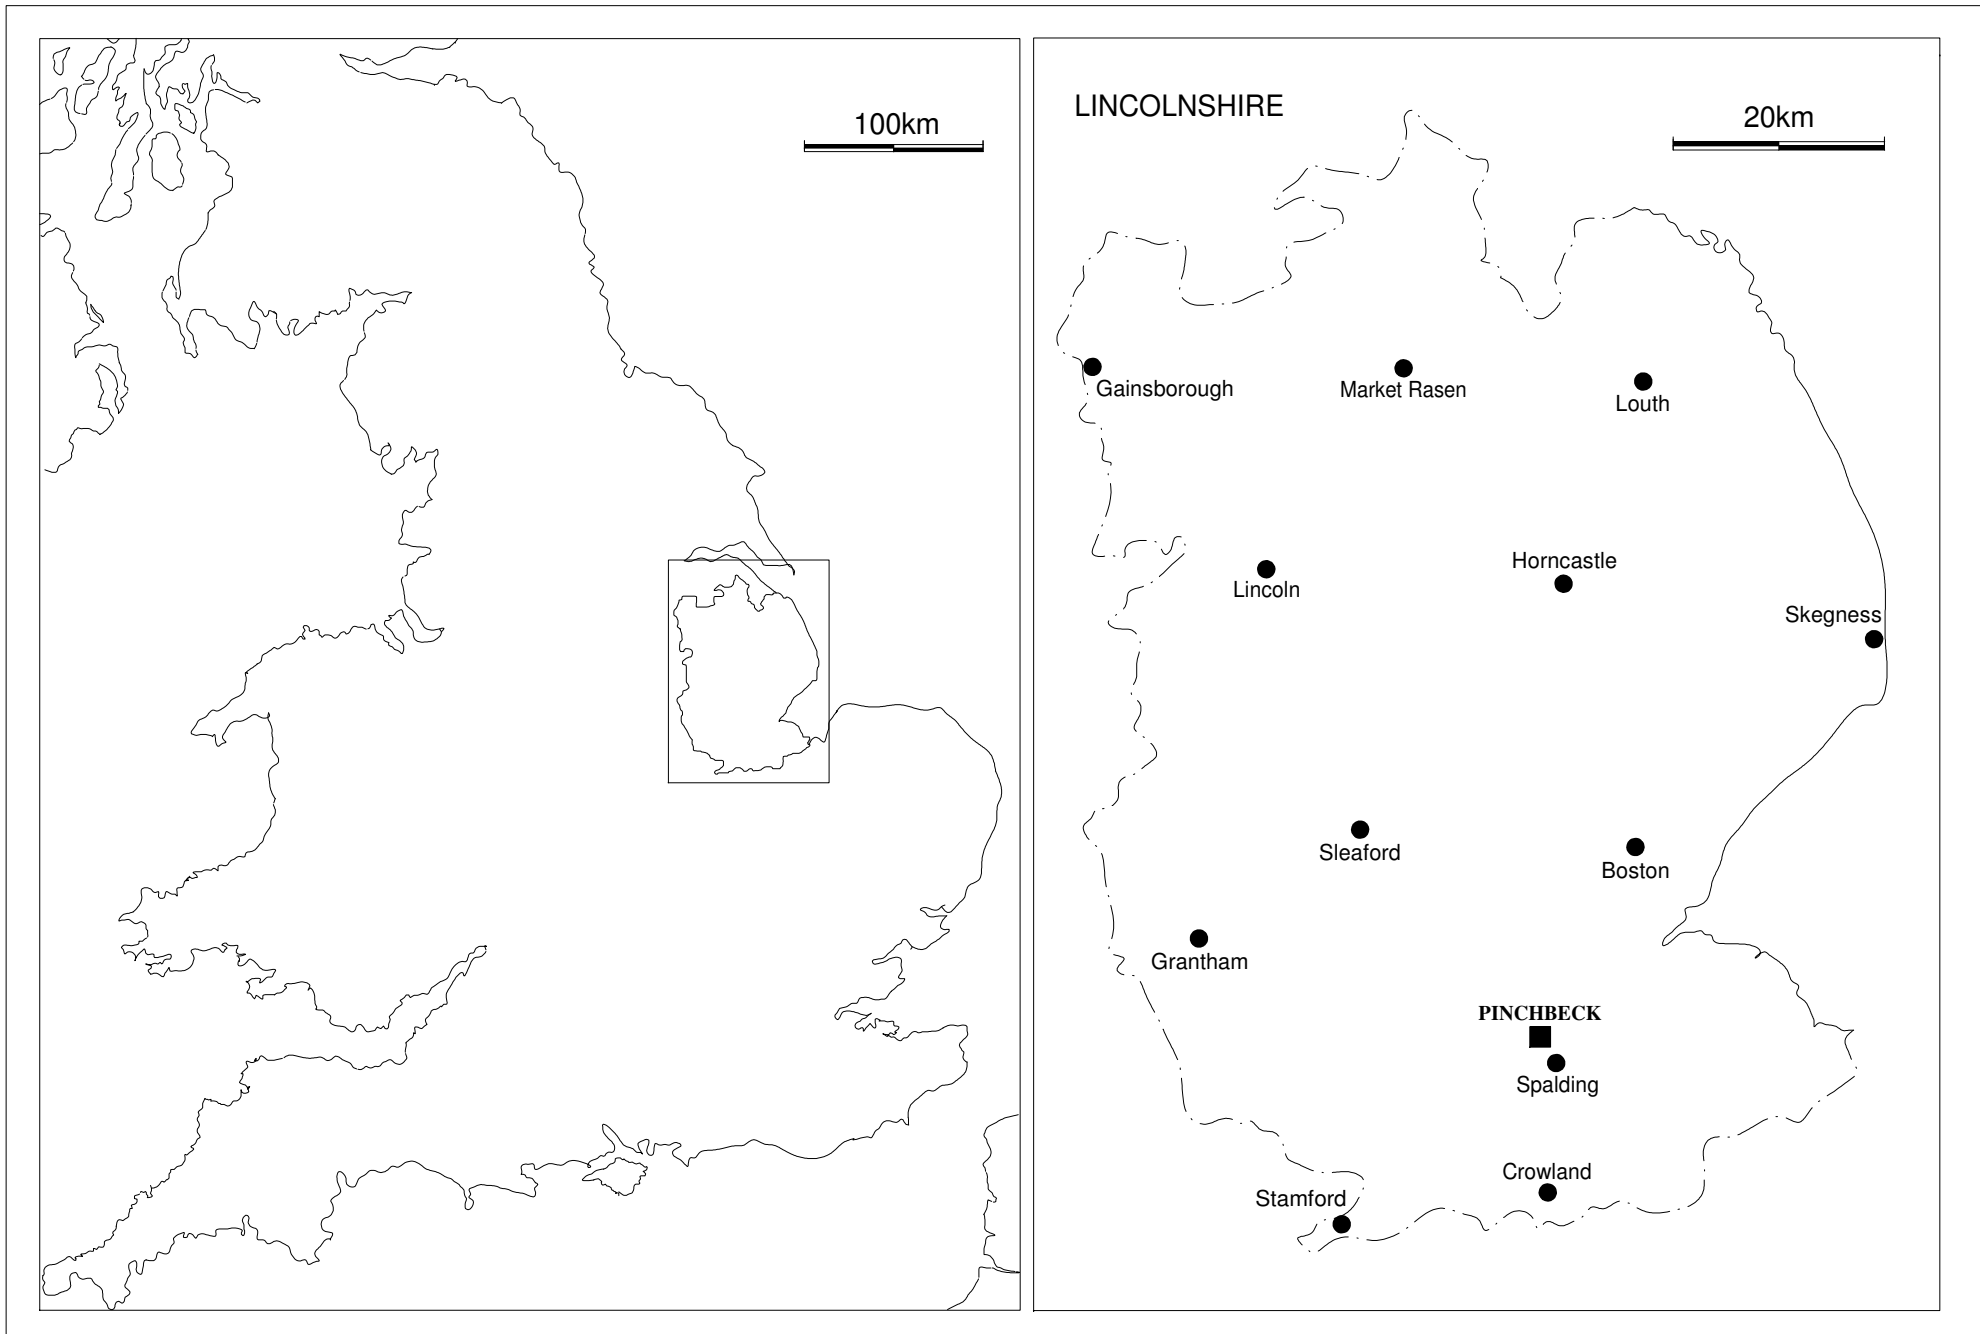 100km
LINCOLNSHIRE
20km
Gainsborough
Market Rasen
Louth
Horncastle
Lincoln
Skegness
Sleaford
Boston
Grantham
PINCHBECK
Spalding
Crowland
Stamford